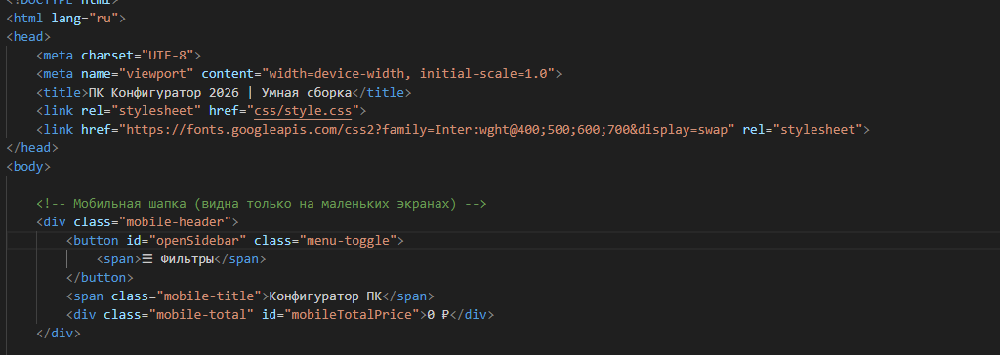 <!DOCTYPE html>
<html lang="ru">
<head>
    <meta charset="UTF-8">
    <meta name="viewport" content="width=device-width, initial-scale=1.0">
    <title>ПК Конфигуратор 2026 | Умная сборка</title>
    <link rel="stylesheet" href="css/style.css">
    <link href="https://fonts.googleapis.com/css2?family=Inter:wght@400;500;600;700&display=swap" rel="stylesheet">
</head>
<body>
    <!-- Мобильная шапка (видна только на маленьких экранах) -->
    <div class="mobile-header">
        <button id="openSidebar" class="menu-toggle">
            <span>☰ Фильтры</span>
        </button>
        <span class="mobile-title">Конфигуратор ПК</span>
        <div class="mobile-total" id="mobileTotalPrice">0 ₽</div>
    </div>